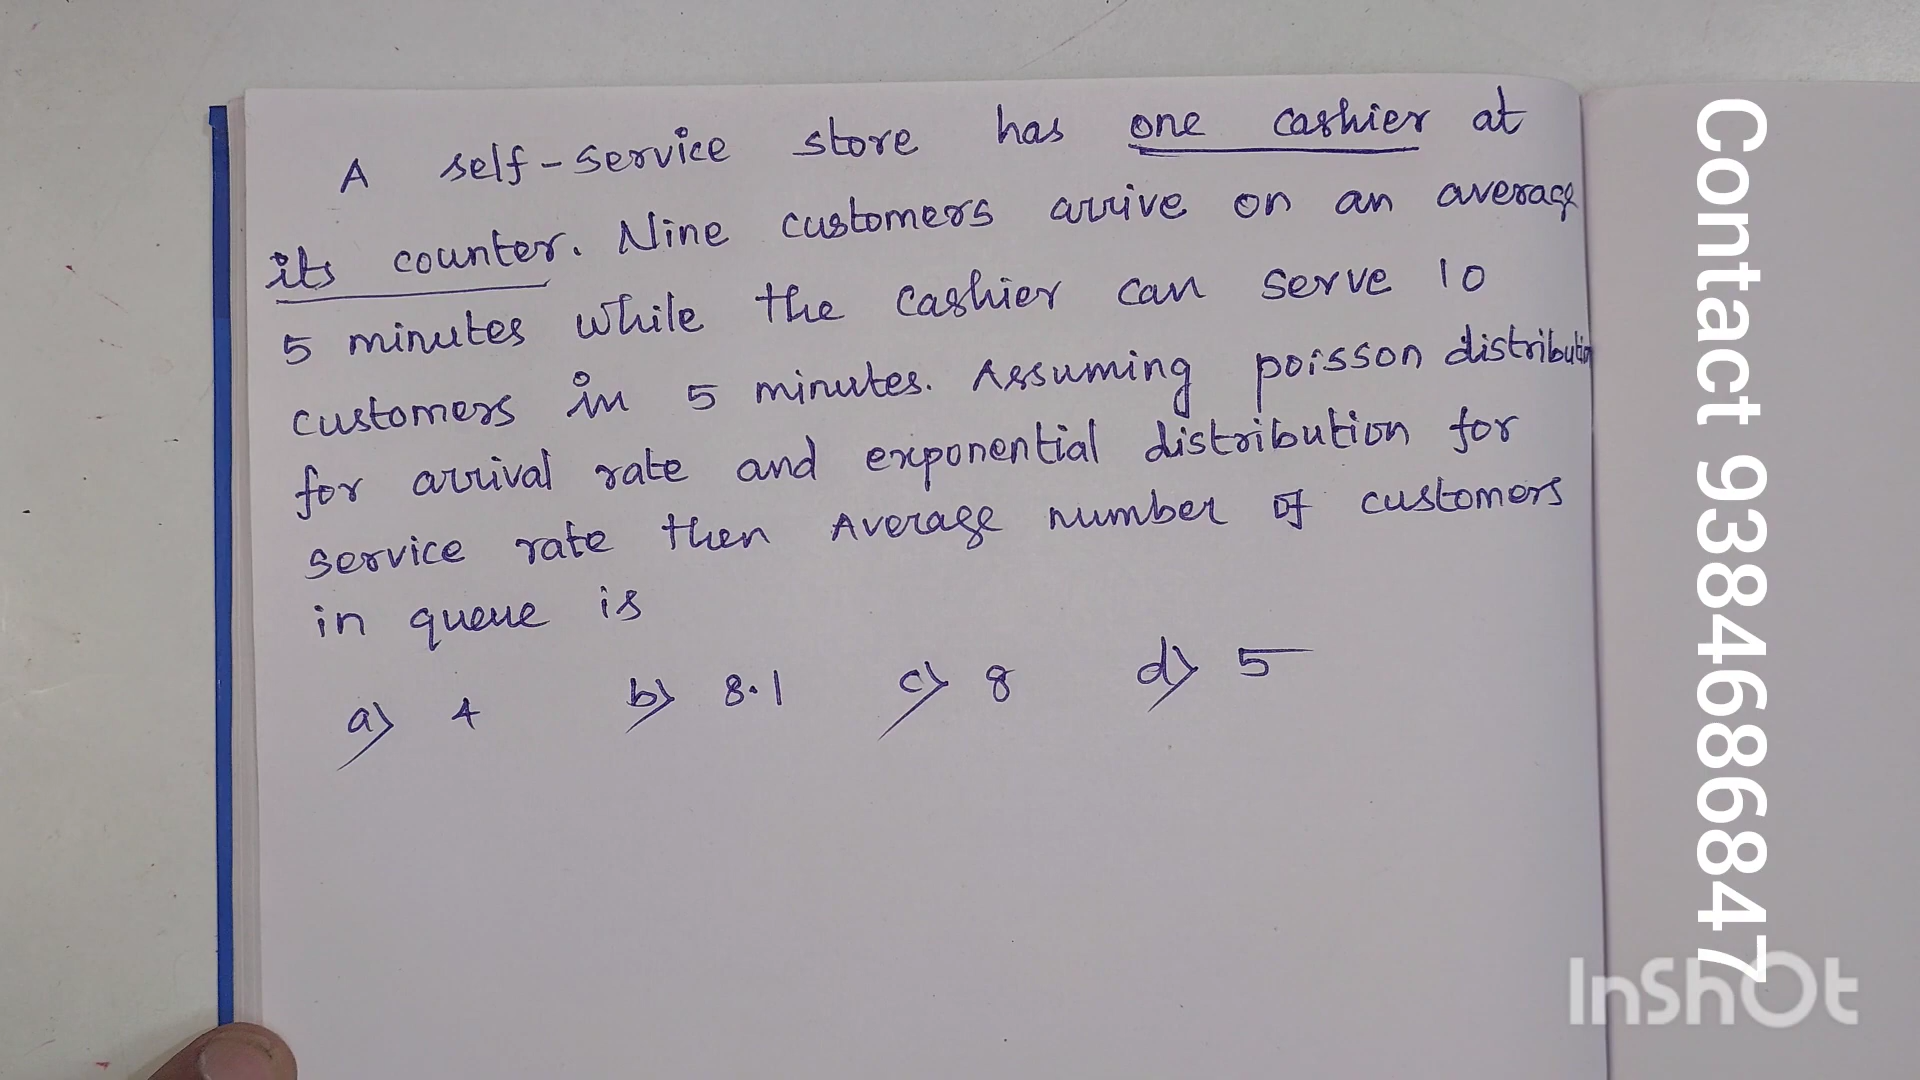 A self-service store has one cashier at
its counter. Nine customers arrive on an average
5 minutes while the cashier can serve 10
customers in 5 minutes. Assuming poisson distribution
for arrival rate and exponential distribution for
service rate then Average number of customers
in queue is
a) 4 b) 8.1 c) 8 d) 5
Contact 9384686847
InShOt